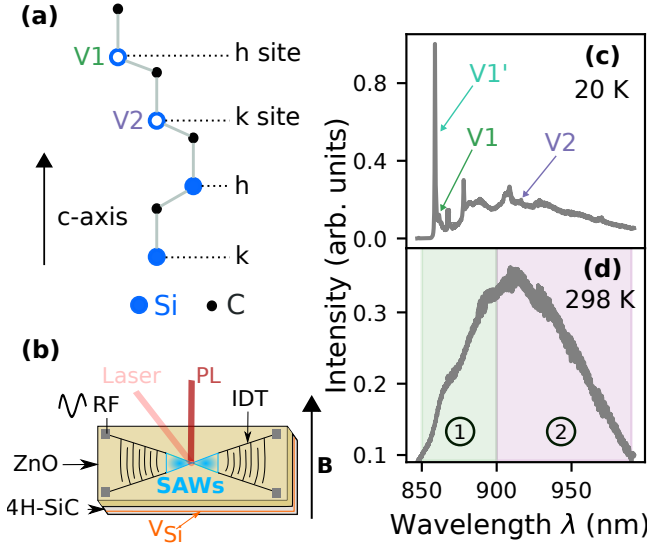 (a)
V1
h site
V2
k site
h
c-axis
k
Si
C
(b)
Laser
PL
RF
IDT
ZnO
SAWs
B
4H-SiC
V_Si
(c)
20 K
V1'
V1
V2
0.8
0.4
0.0
Intensity (arb. units)
(d)
298 K
0.3
0.2
0.1
1
2
850
900
950
Wavelength λ (nm)